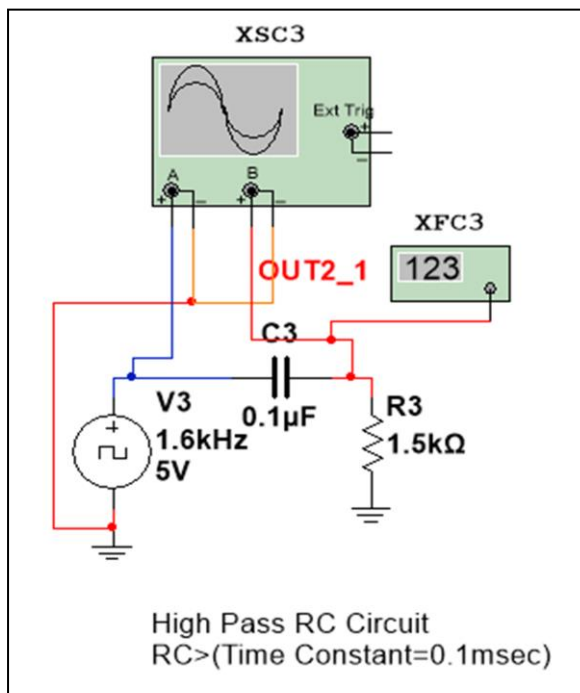 XSC3
Ext Trig
+
−
A
B
+
−
+
−
XFC3
123
OUT2_1
C3
0.1µF
V3
1.6kHz
5V
+
R3
1.5kΩ
High Pass RC Circuit
RC>(Time Constant=0.1msec)